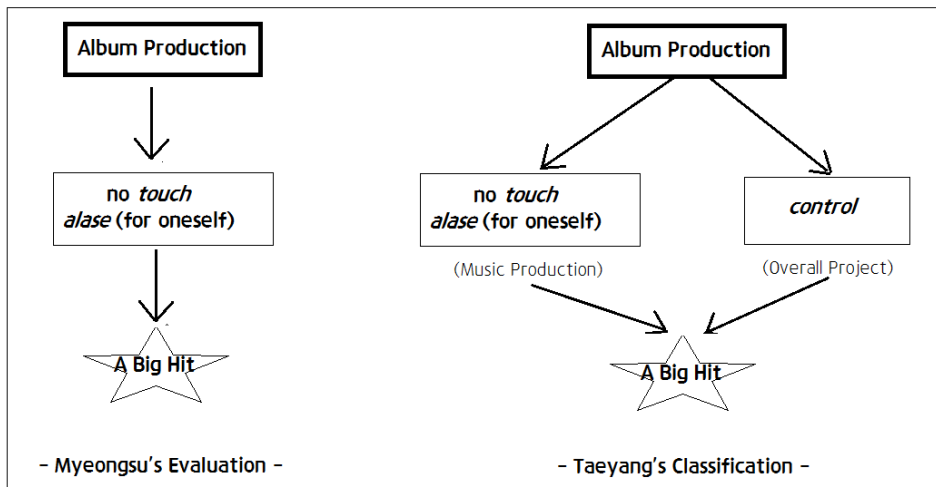 Album Production
no touch
alase (for oneself)
A Big Hit
- Myeongsu's Evaluation -
Album Production
no touch
alase (for oneself)
control
(Music Production)
(Overall Project)
A Big Hit
- Taeyang's Classification -